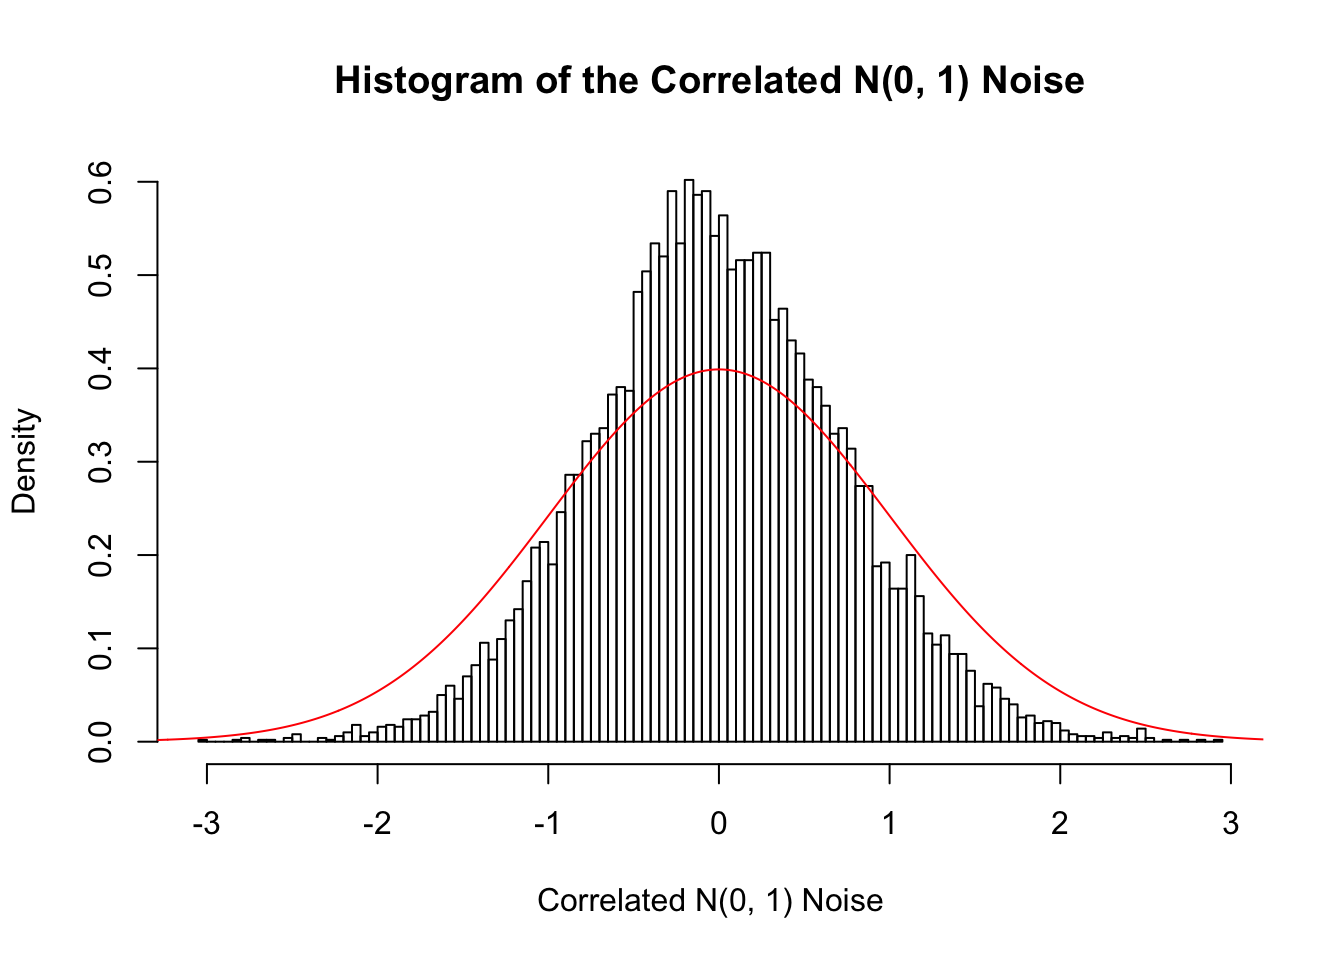 Histogram of the Correlated N(0, 1) Noise
Density
0.6
0.5
0.4
0.3
0.2
0.1
0.0
-3 -2 -1 0 1 2 3
Correlated N(0, 1) Noise